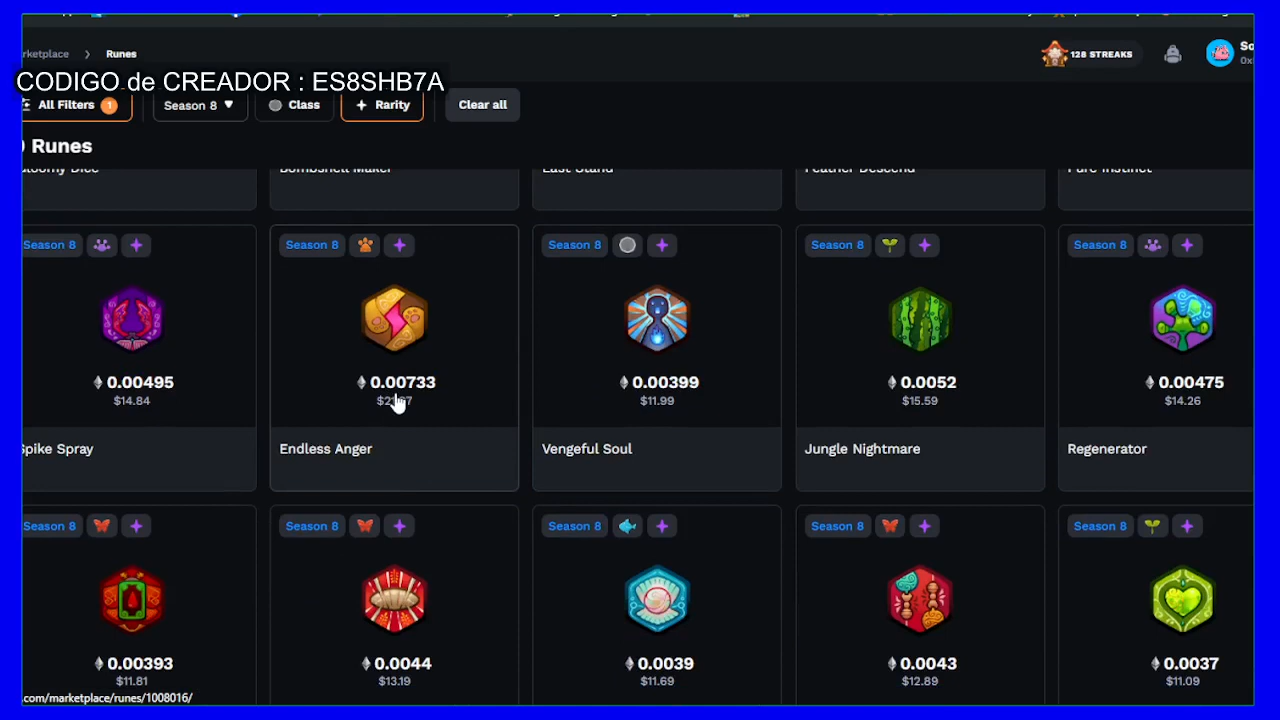 rketplace > Runes
128 STREAKS
So
0x
CODIGO de CREADOR : ES8SHB7A
All Filters 1
Season 8
Class
Rarity
Clear all
Runes
Bombshell Maker
Last Stand
Feather Descend
Pure Instinct
Season 8
Season 8
Season 8
Season 8
Season 8
0.00495
0.00733
0.00399
0.0052
0.00475
$14.84
$11.99
$15.59
$14.26
Spike Spray
Endless Anger
Vengeful Soul
Jungle Nightmare
Regenerator
Season 8
Season 8
Season 8
Season 8
Season 8
0.00393
0.0044
0.0039
0.0043
0.0037
$11.81
$13.19
$11.69
$12.89
$11.09
.com/marketplace/runes/1008016/